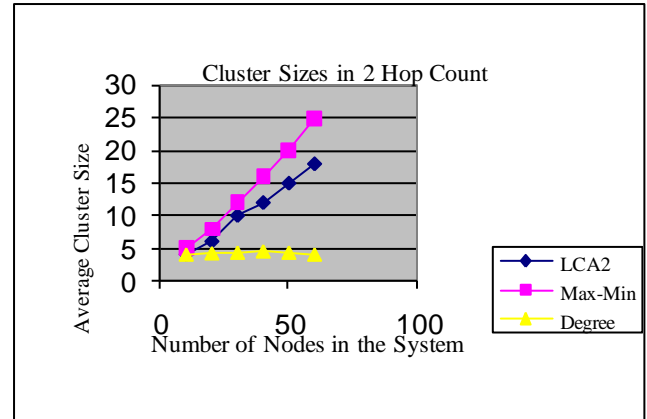 Cluster Sizes in 2 Hop Count
30
25
20
15
10
5
0
Average Cluster Size
0 50 100
Number of Nodes in the System
LCA2
Max-Min
Degree